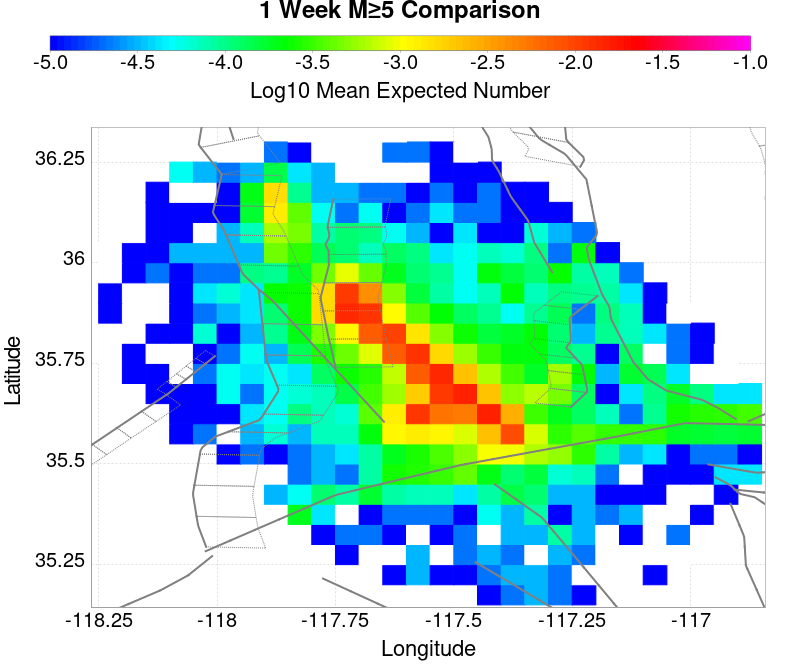 1 Week M≥5 Comparison
-5.0 -4.5 -4.0 -3.5 -3.0 -2.5 -2.0 -1.5 -1.0
Log10 Mean Expected Number
36.25
36
35.75
35.5
35.25
Latitude
-118.25 -118 -117.75 -117.5 -117.25 -117
Longitude